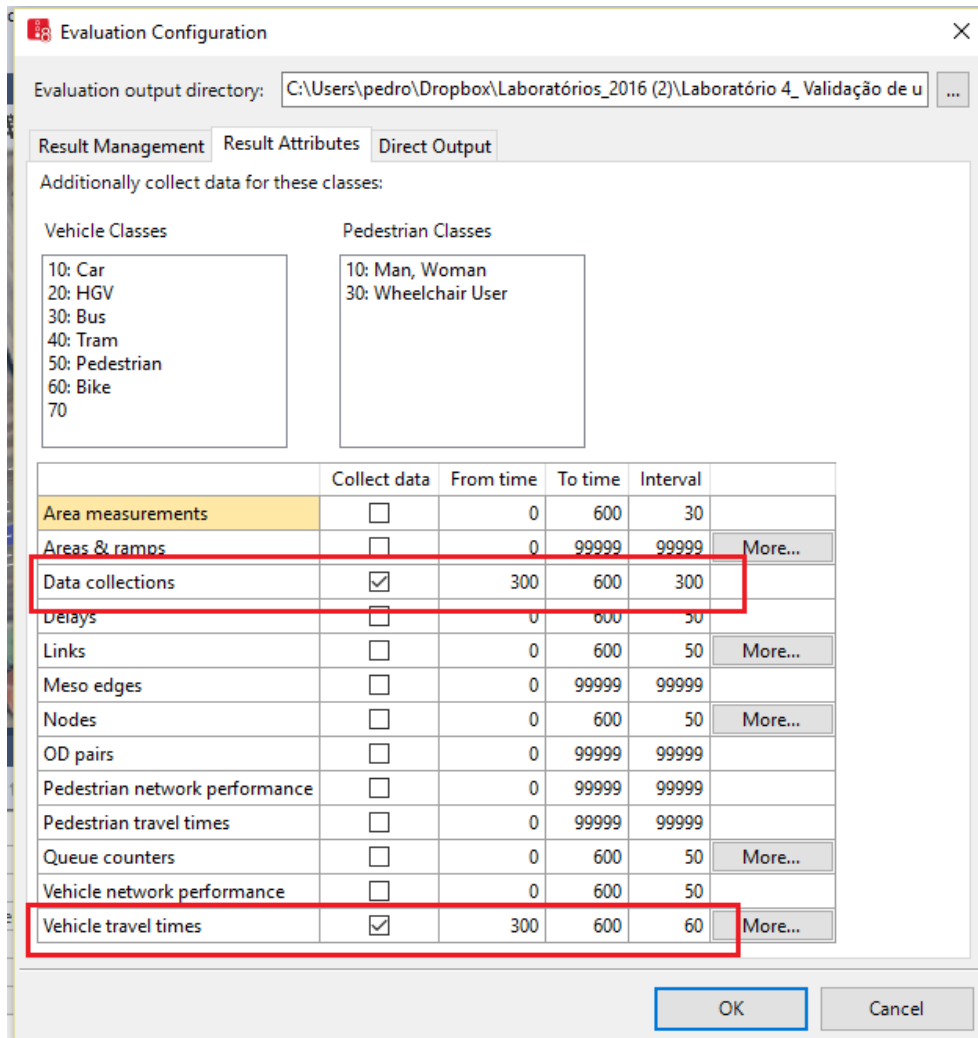 Evaluation Configuration
Evaluation output directory: C:\Users\pedro\Dropbox\Laboratórios_2016 (2)\Laboratório 4_ Validação de u ...
Result Management Result Attributes Direct Output
Additionally collect data for these classes:
Vehicle Classes Pedestrian Classes
10: Car 10: Man, Woman
20: HGV 30: Wheelchair User
30: Bus
40: Tram
50: Pedestrian
60: Bike
70
Collect data From time To time Interval
Area measurements 0 600 30
Areas & ramps 0 99999 99999 More...
Data collections 300 600 300
Delays 0 600 50
Links 0 600 50 More...
Meso edges 0 99999 99999
Nodes 0 600 50 More...
OD pairs 0 99999 99999
Pedestrian network performance 0 99999 99999
Pedestrian travel times 0 99999 99999
Queue counters 0 600 50 More...
Vehicle network performance 0 600 50
Vehicle travel times 300 600 60 More...
OK Cancel